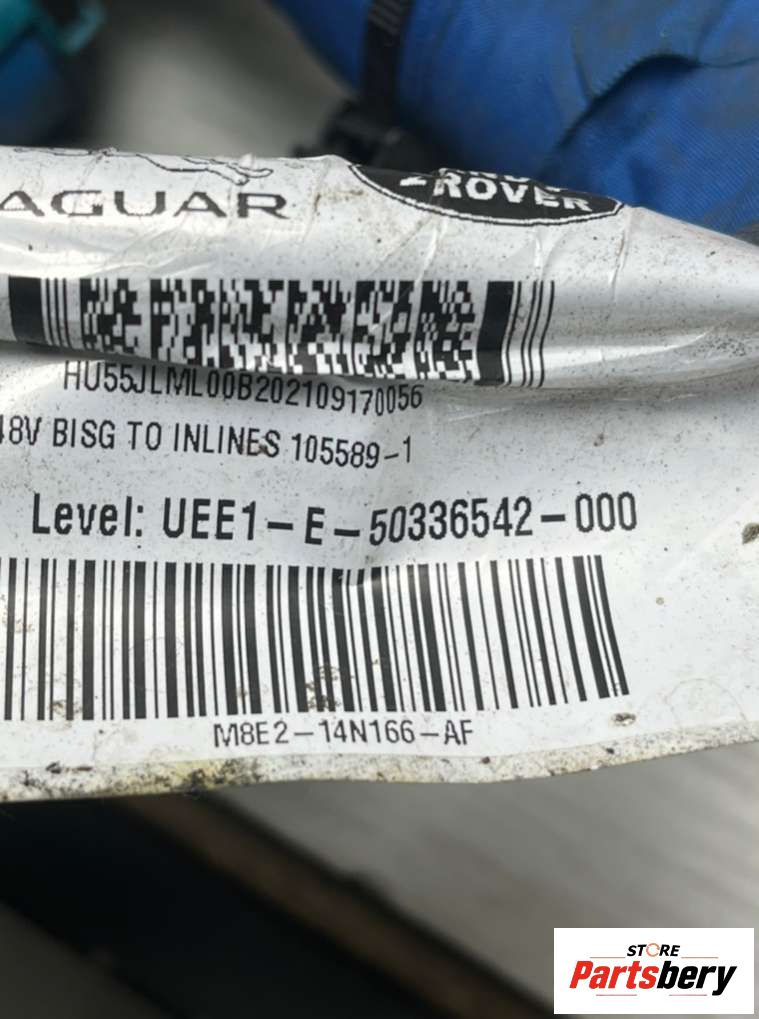 AGUAR
ROVER
HU55JLML00B202109170056
48V BISG TO INLINES 105589-1
Level: UEE1-E-50336542-000
M8E2-14N166-AF
STORE
Partsbery